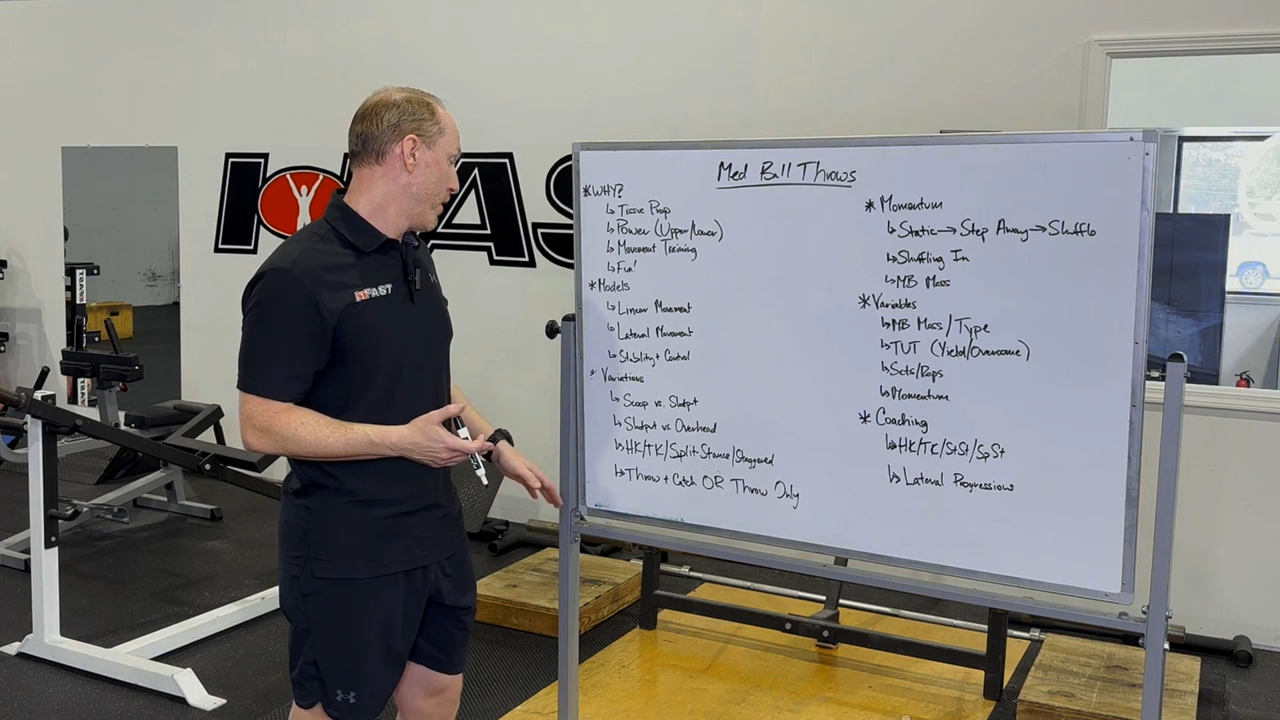 IFAST
IFAST
Med Ball Throws
* WHY?
↳ Tissue Prep
↳ Power (Upper/Lower)
↳ Movement Training
↳ Fun!
* Models
↳ Linear Movement
↳ Lateral Movement
↳ Stability + Control
* Variations
↳ Scoop vs. Shotput
↳ Shotput vs Overhead
↳ HK/TK/Split Stance/Staggered
↳ Throw + Catch OR Throw Only
* Momentum
↳ Static → Step Away → Shuffle
↳ Shuffling In
↳ MB Mass
* Variables
↳ MB Mass/Type
↳ TUT (Yield/Overcome)
↳ Sets/Reps
↳ Momentum
* Coaching
↳ HK/TK/StSt/SpSt
↳ Lateral Progressions